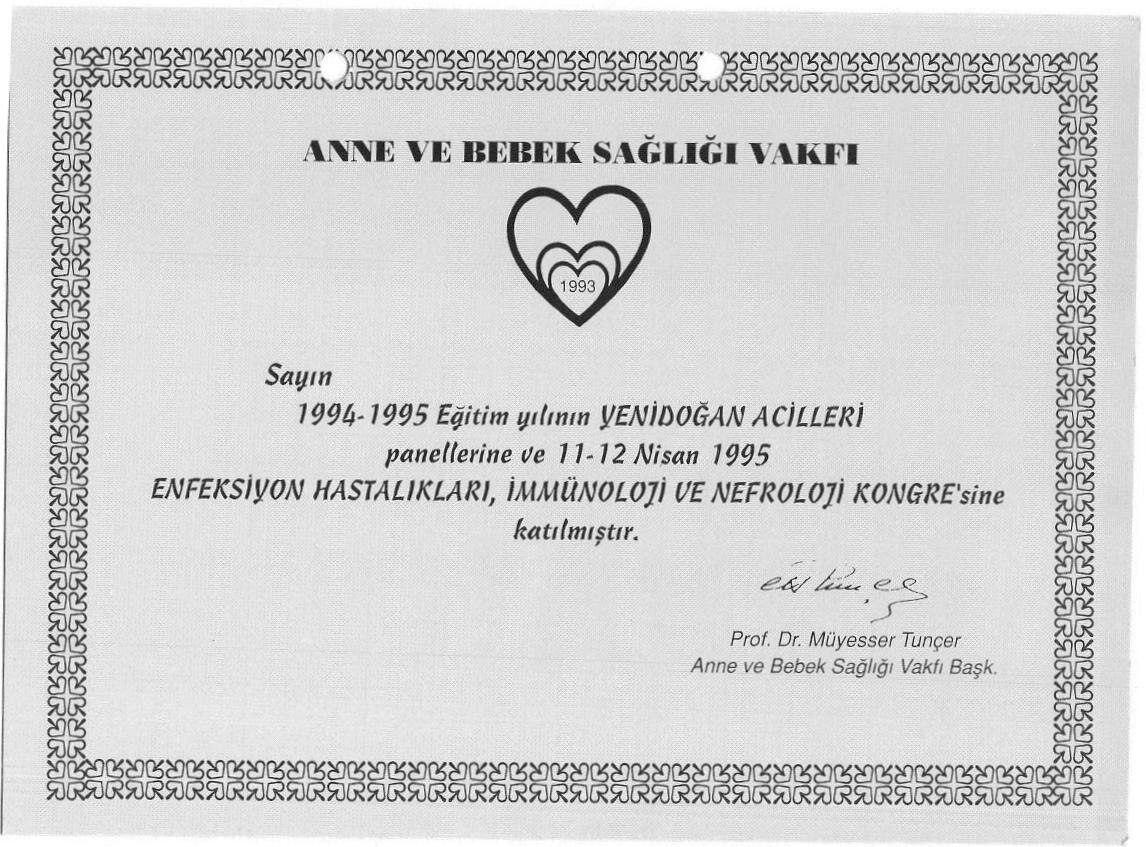 ANNE VE BEBEK SAĞLIĞI VAKFI
1993
Sayın
1994-1995 Eğitim yılının YENİDOĞAN ACİLLERİ
panellerine ve 11-12 Nisan 1995
ENFEKSİYON HASTALIKLARI, İMMÜNOLOJİ VE NEFROLOJİ KONGRE'sine
katılmıştır.
Prof. Dr. Müyesser Tunçer
Anne ve Bebek Sağlığı Vakfı Başk.